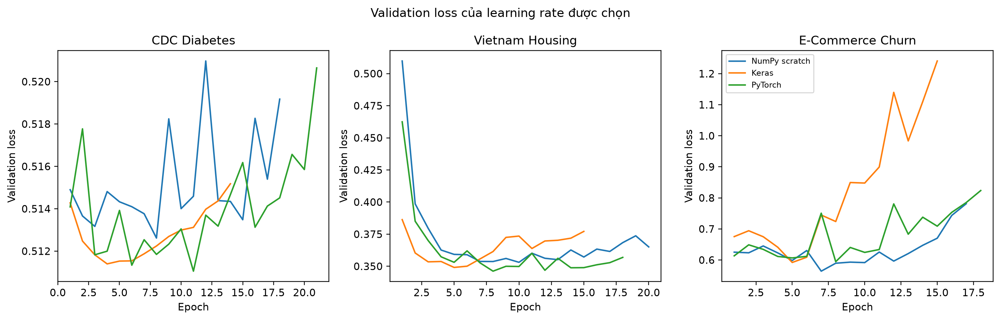 Validation loss của learning rate được chọn
CDC Diabetes
Validation loss
0.520
0.518
0.516
0.514
0.512
0.0 2.5 5.0 7.5 10.0 12.5 15.0 17.5 20.0
Epoch
Vietnam Housing
Validation loss
0.500
0.475
0.450
0.425
0.400
0.375
0.350
2.5 5.0 7.5 10.0 12.5 15.0 17.5 20.0
Epoch
E-Commerce Churn
NumPy scratch
Keras
PyTorch
Validation loss
1.2
1.1
1.0
0.9
0.8
0.7
0.6
2.5 5.0 7.5 10.0 12.5 15.0 17.5
Epoch